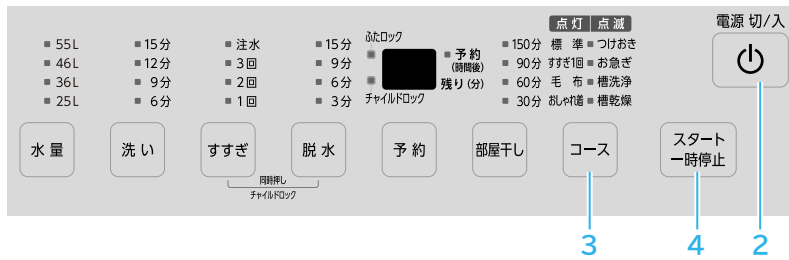 点灯 点滅
電源 切/入
ふたロック
55L 15分 注水 15分 150分 標準 つけおき
予約
(時間後)
46L 12分 3回 9分 90分 すすぎ1回 お急ぎ
36L 9分 2回 6分 残り(分) 60分 毛布 槽洗浄
25L 6分 1回 3分 チャイルドロック 30分 おしゃれ着 槽乾燥
水量 洗い すすぎ 脱水 予約 部屋干し コース スタート
一時停止
同時押し
チャイルドロック
3 4 2